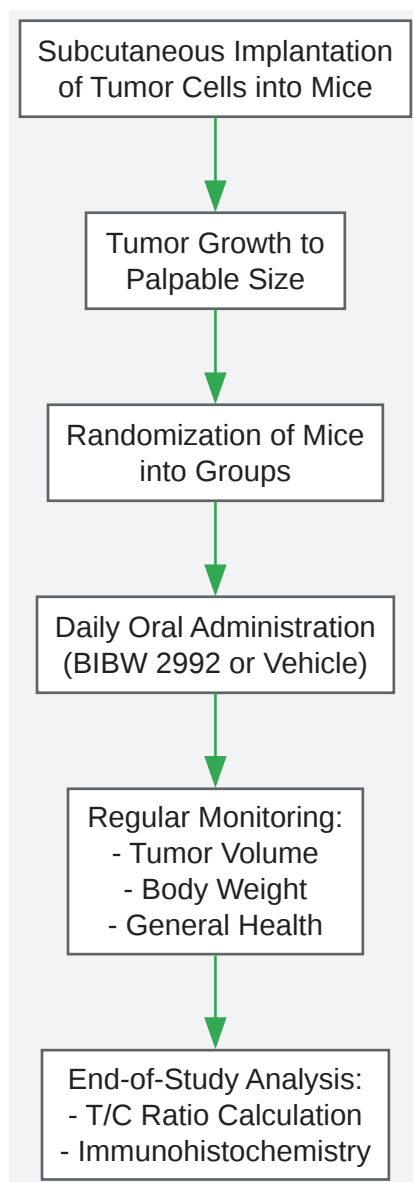 Subcutaneous Implantation
of Tumor Cells into Mice
Tumor Growth to
Palpable Size
Randomization of Mice
into Groups
Daily Oral Administration
(BIBW 2992 or Vehicle)
Regular Monitoring:
- Tumor Volume
- Body Weight
- General Health
End-of-Study Analysis:
- T/C Ratio Calculation
- Immunohistochemistry